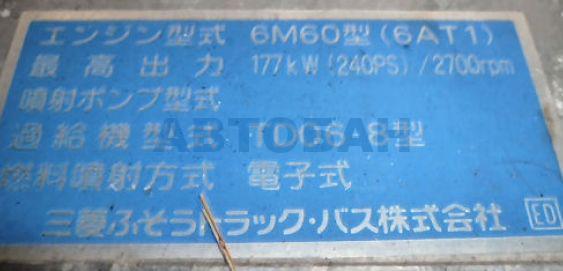 エンジン型式 6M60型(6AT1)
最高出力 177kW(240PS)/2700rpm
噴射ポンプ型式
過給機型式 TD06-8型
燃料噴射方式 電子式
三菱ふそうトラック・バス株式会社 ED
АВТОБАН